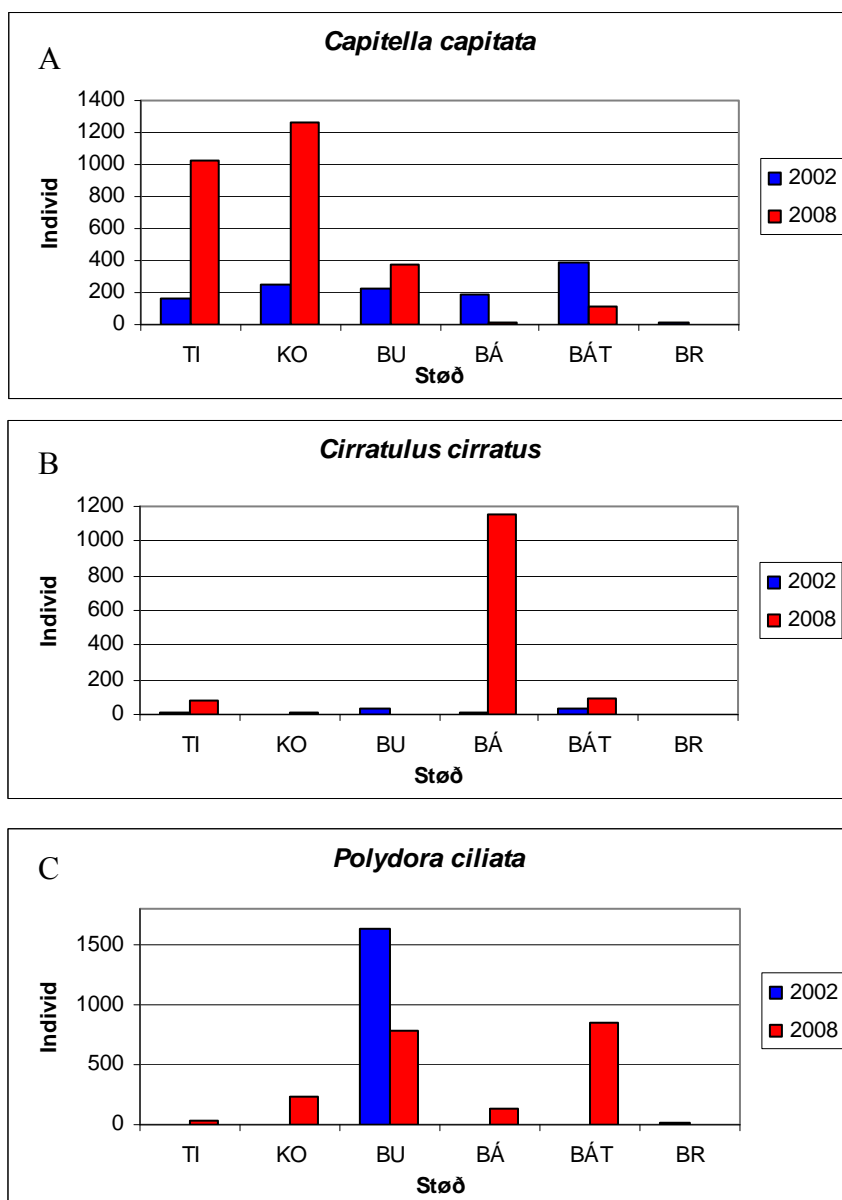 A
Capitella capitata
1400
1200
1000
800
600
400
200
0
Individ
TI KO BU BÁ BÁT BR
Støð
2002
2008
B
Cirratulus cirratus
1200
1000
800
600
400
200
0
Individ
TI KO BU BÁ BÁT BR
Støð
2002
2008
C
Polydora ciliata
1500
1000
500
0
Individ
TI KO BU BÁ BÁT BR
Støð
2002
2008